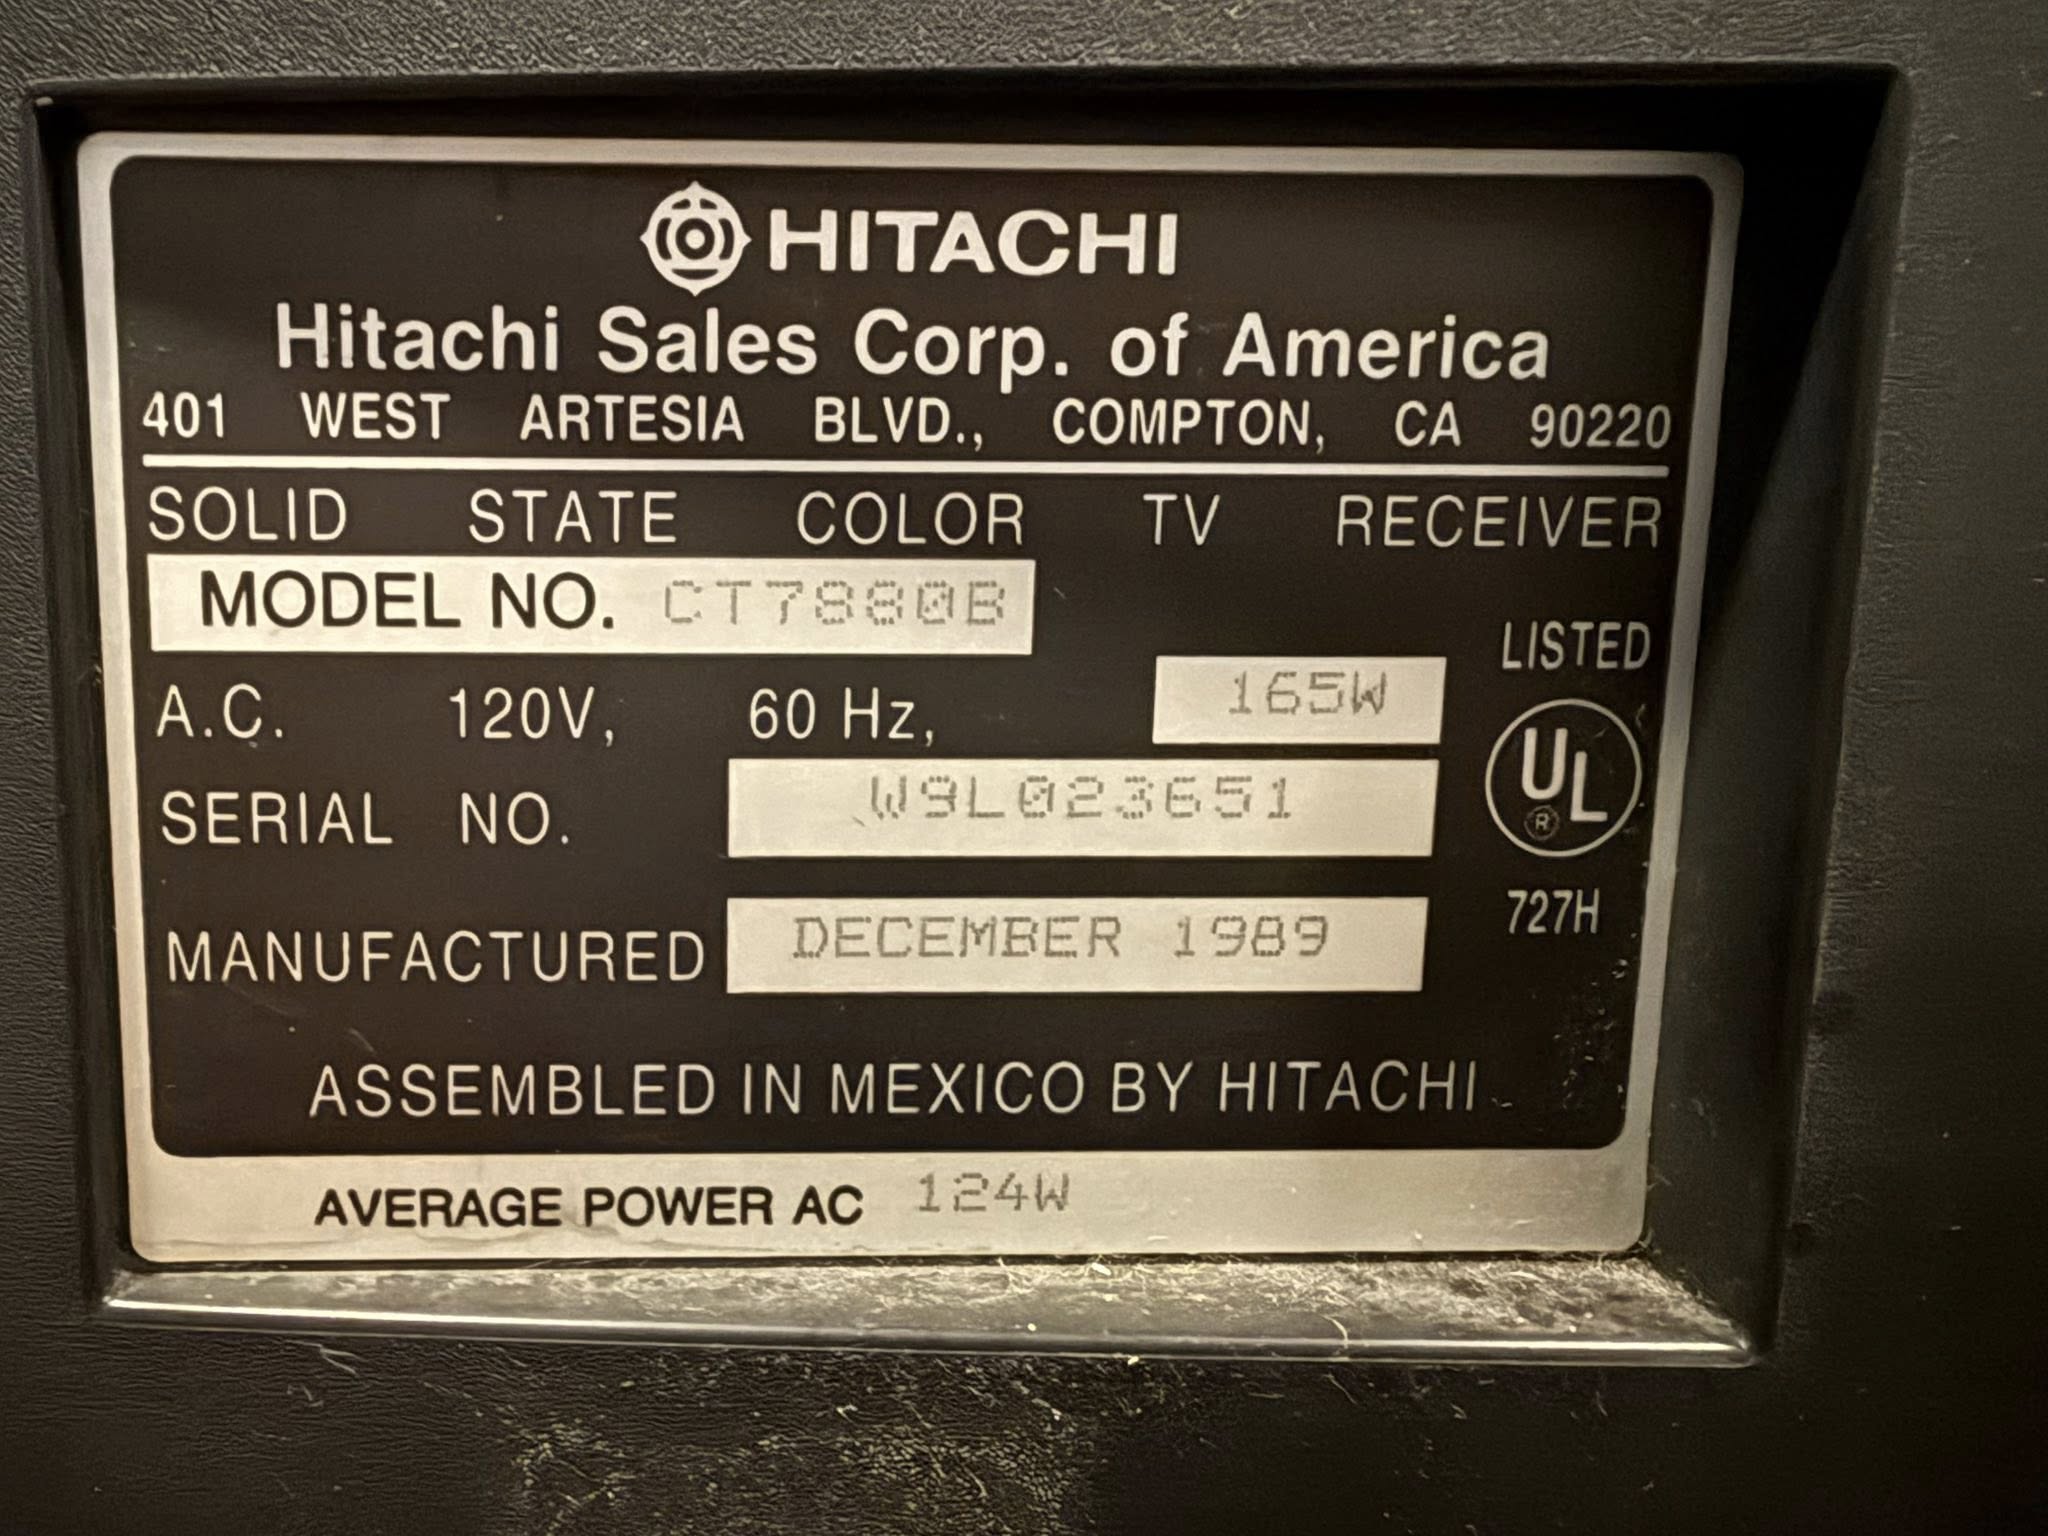 HITACHI
Hitachi Sales Corp. of America
401 WEST ARTESIA BLVD., COMPTON, CA 90220
SOLID STATE COLOR TV RECEIVER
MODEL NO. CT7880B
LISTED
A.C. 120V, 60 Hz, 165W
UL
®
SERIAL NO. W9L023651
727H
MANUFACTURED DECEMBER 1989
ASSEMBLED IN MEXICO BY HITACHI
AVERAGE POWER AC 124W